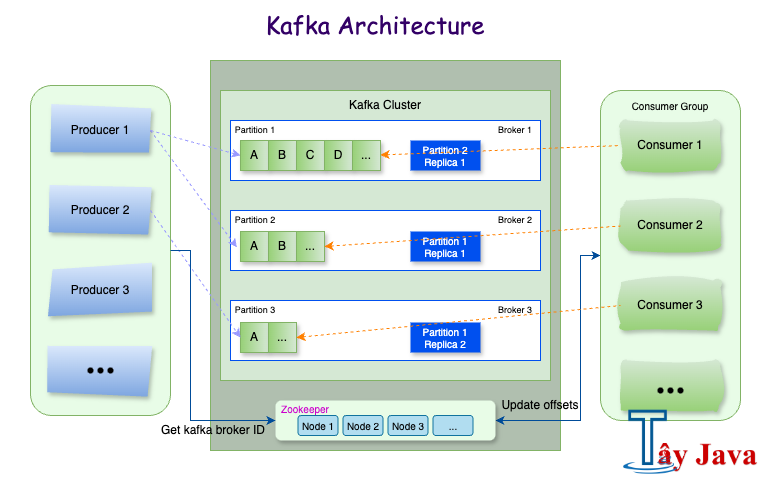 Kafka Architecture
Producer 1
Producer 2
Producer 3
Kafka Cluster
Partition 1
Broker 1
A B C D ...
Partition 2
Replica 1
Partition 2
Broker 2
A B ...
Partition 1
Replica 1
Partition 3
Broker 3
A ...
Partition 1
Replica 2
Consumer Group
Consumer 1
Consumer 2
Consumer 3
Zookeeper
Node 1 Node 2 Node 3 ...
Get kafka broker ID
Update offsets
Tây Java